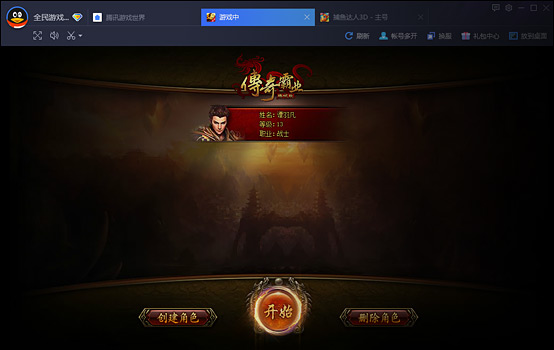 全民游戏...
腾讯游戏世界
游戏中
捕鱼达人3D - 主号
刷新
帐号多开
换服
礼包中心
放到桌面
傳奇霸业
姓名:谭羽凡
等级:13
职业:战士
创建角色
开始
删除角色